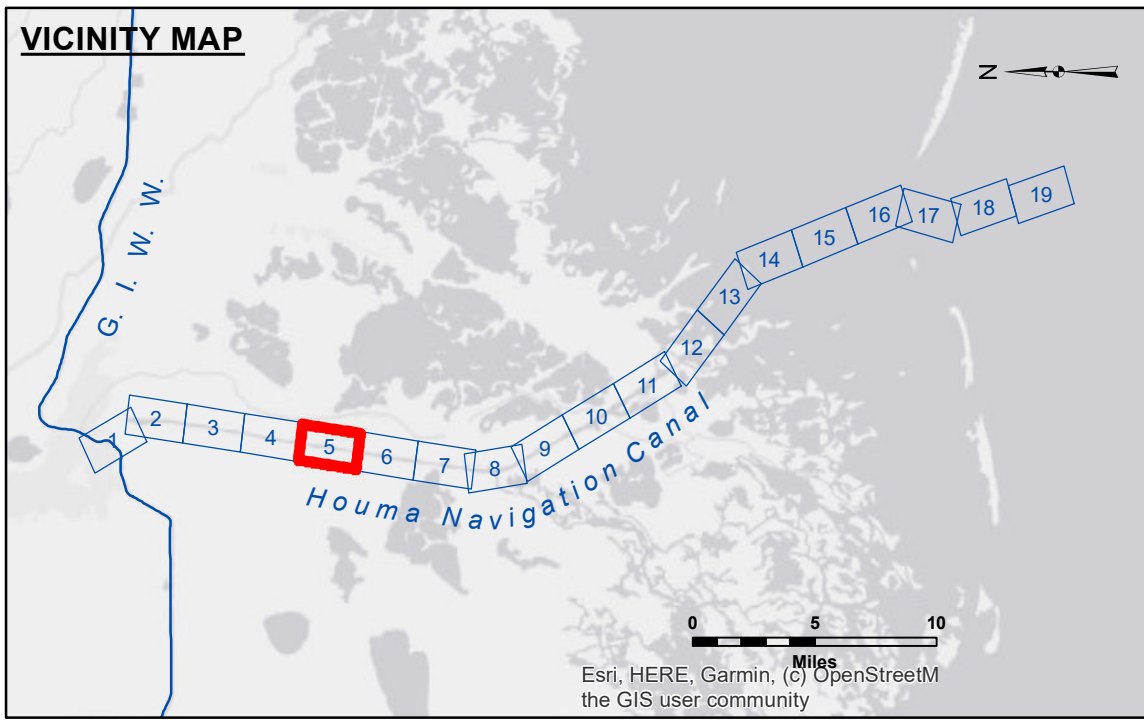 VICINITY MAP
N
G. I. W. W.
1
2
3
4
5
6
7
8
9
10
11
12
13
14
15
16
17
18
19
Houma Navigation Canal
0 5 10
Miles
Esri, HERE, Garmin, (c) OpenStreetM
the GIS user community